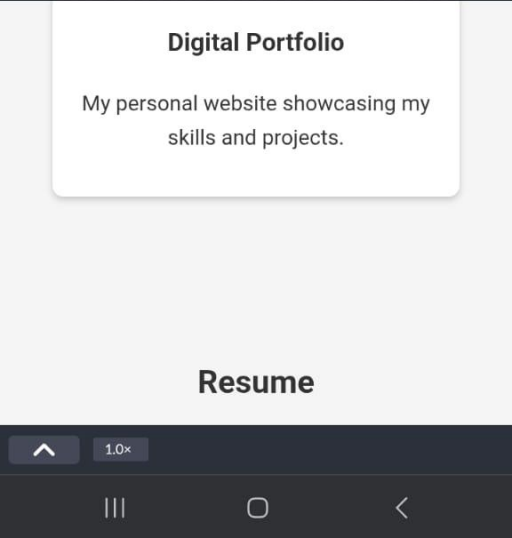 Digital Portfolio
My personal website showcasing my
skills and projects.
Resume
1.0×